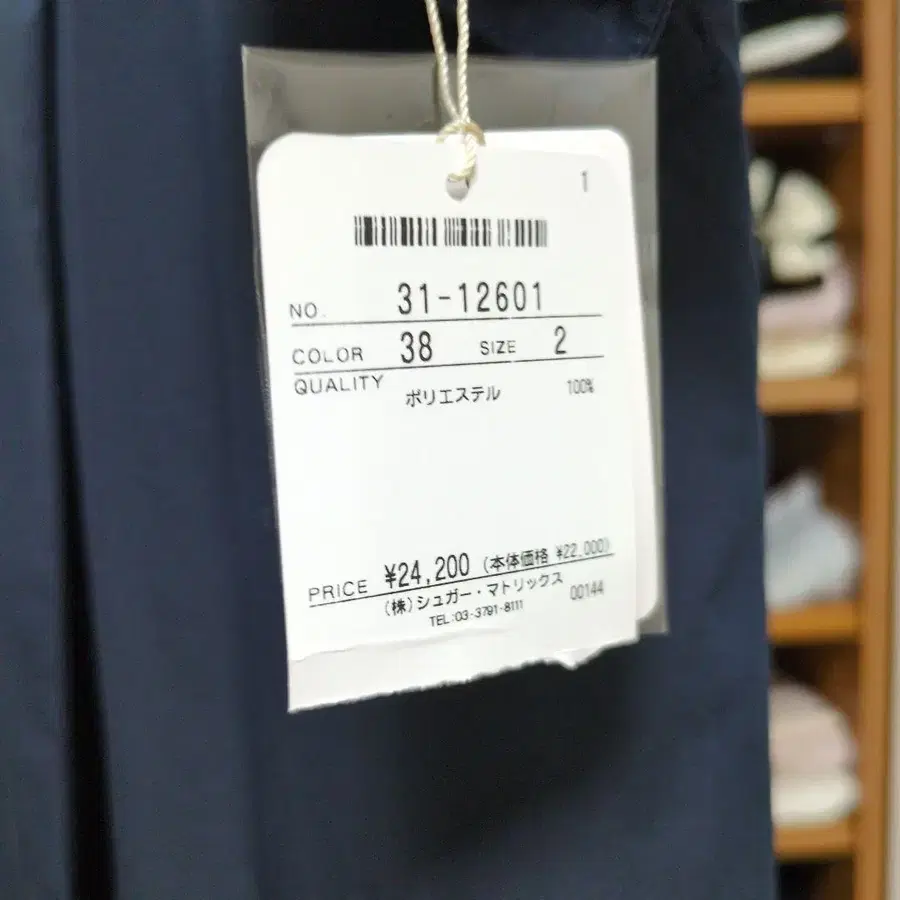 1
NO. 31-12601
COLOR 38 SIZE 2
QUALITY
ポリエステル 100%
PRICE ¥24,200 (本体価格 ¥22,000)
(株)シュガー・マトリックス 00144
TEL:03-3791-8111